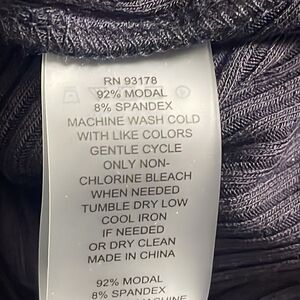 RN 93178
92% MODAL
8% SPANDEX
MACHINE WASH COLD
WITH LIKE COLORS
GENTLE CYCLE
ONLY NON-
CHLORINE BLEACH
WHEN NEEDED
TUMBLE DRY LOW
COOL IRON
IF NEEDED
OR DRY CLEAN
MADE IN CHINA
92% MODAL
8% SPANDEX
MACHINE